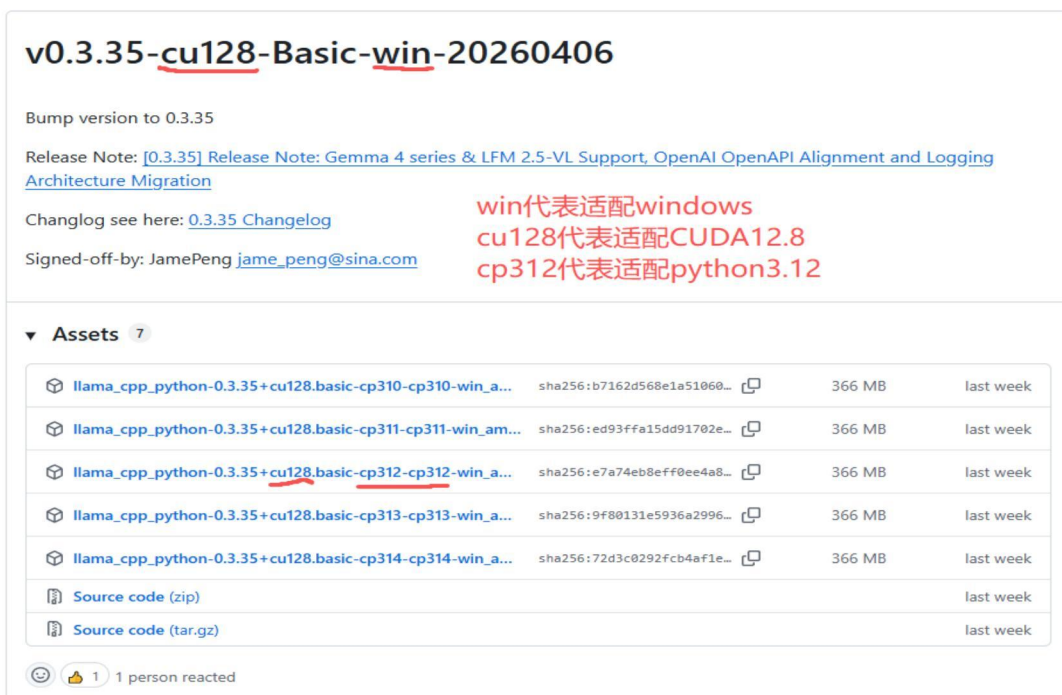 v0.3.35-cu128-Basic-win-20260406
Bump version to 0.3.35
Release Note: [0.3.35] Release Note: Gemma 4 series & LFM 2.5-VL Support, OpenAI OpenAPI Alignment and Logging
Architecture Migration
Changlog see here: 0.3.35 Changelog
Signed-off-by: JamePeng jame_peng@sina.com
win代表适配windows
cu128代表适配CUDA12.8
cp312代表适配python3.12
Assets 7
llama_cpp_python-0.3.35+cu128.basic-cp310-cp310-win_a... sha256:b7162d568e1a51060… 366 MB last week
llama_cpp_python-0.3.35+cu128.basic-cp311-cp311-win_am... sha256:ed93ffa15dd91702e… 366 MB last week
llama_cpp_python-0.3.35+cu128.basic-cp312-cp312-win_a... sha256:e7a74eb8eff0ee4a8… 366 MB last week
llama_cpp_python-0.3.35+cu128.basic-cp313-cp313-win_a... sha256:9f80131e5936a2996… 366 MB last week
llama_cpp_python-0.3.35+cu128.basic-cp314-cp314-win_a... sha256:72d3c0292fcb4af1e… 366 MB last week
Source code (zip) last week
Source code (tar.gz) last week
👍 1 1 person reacted